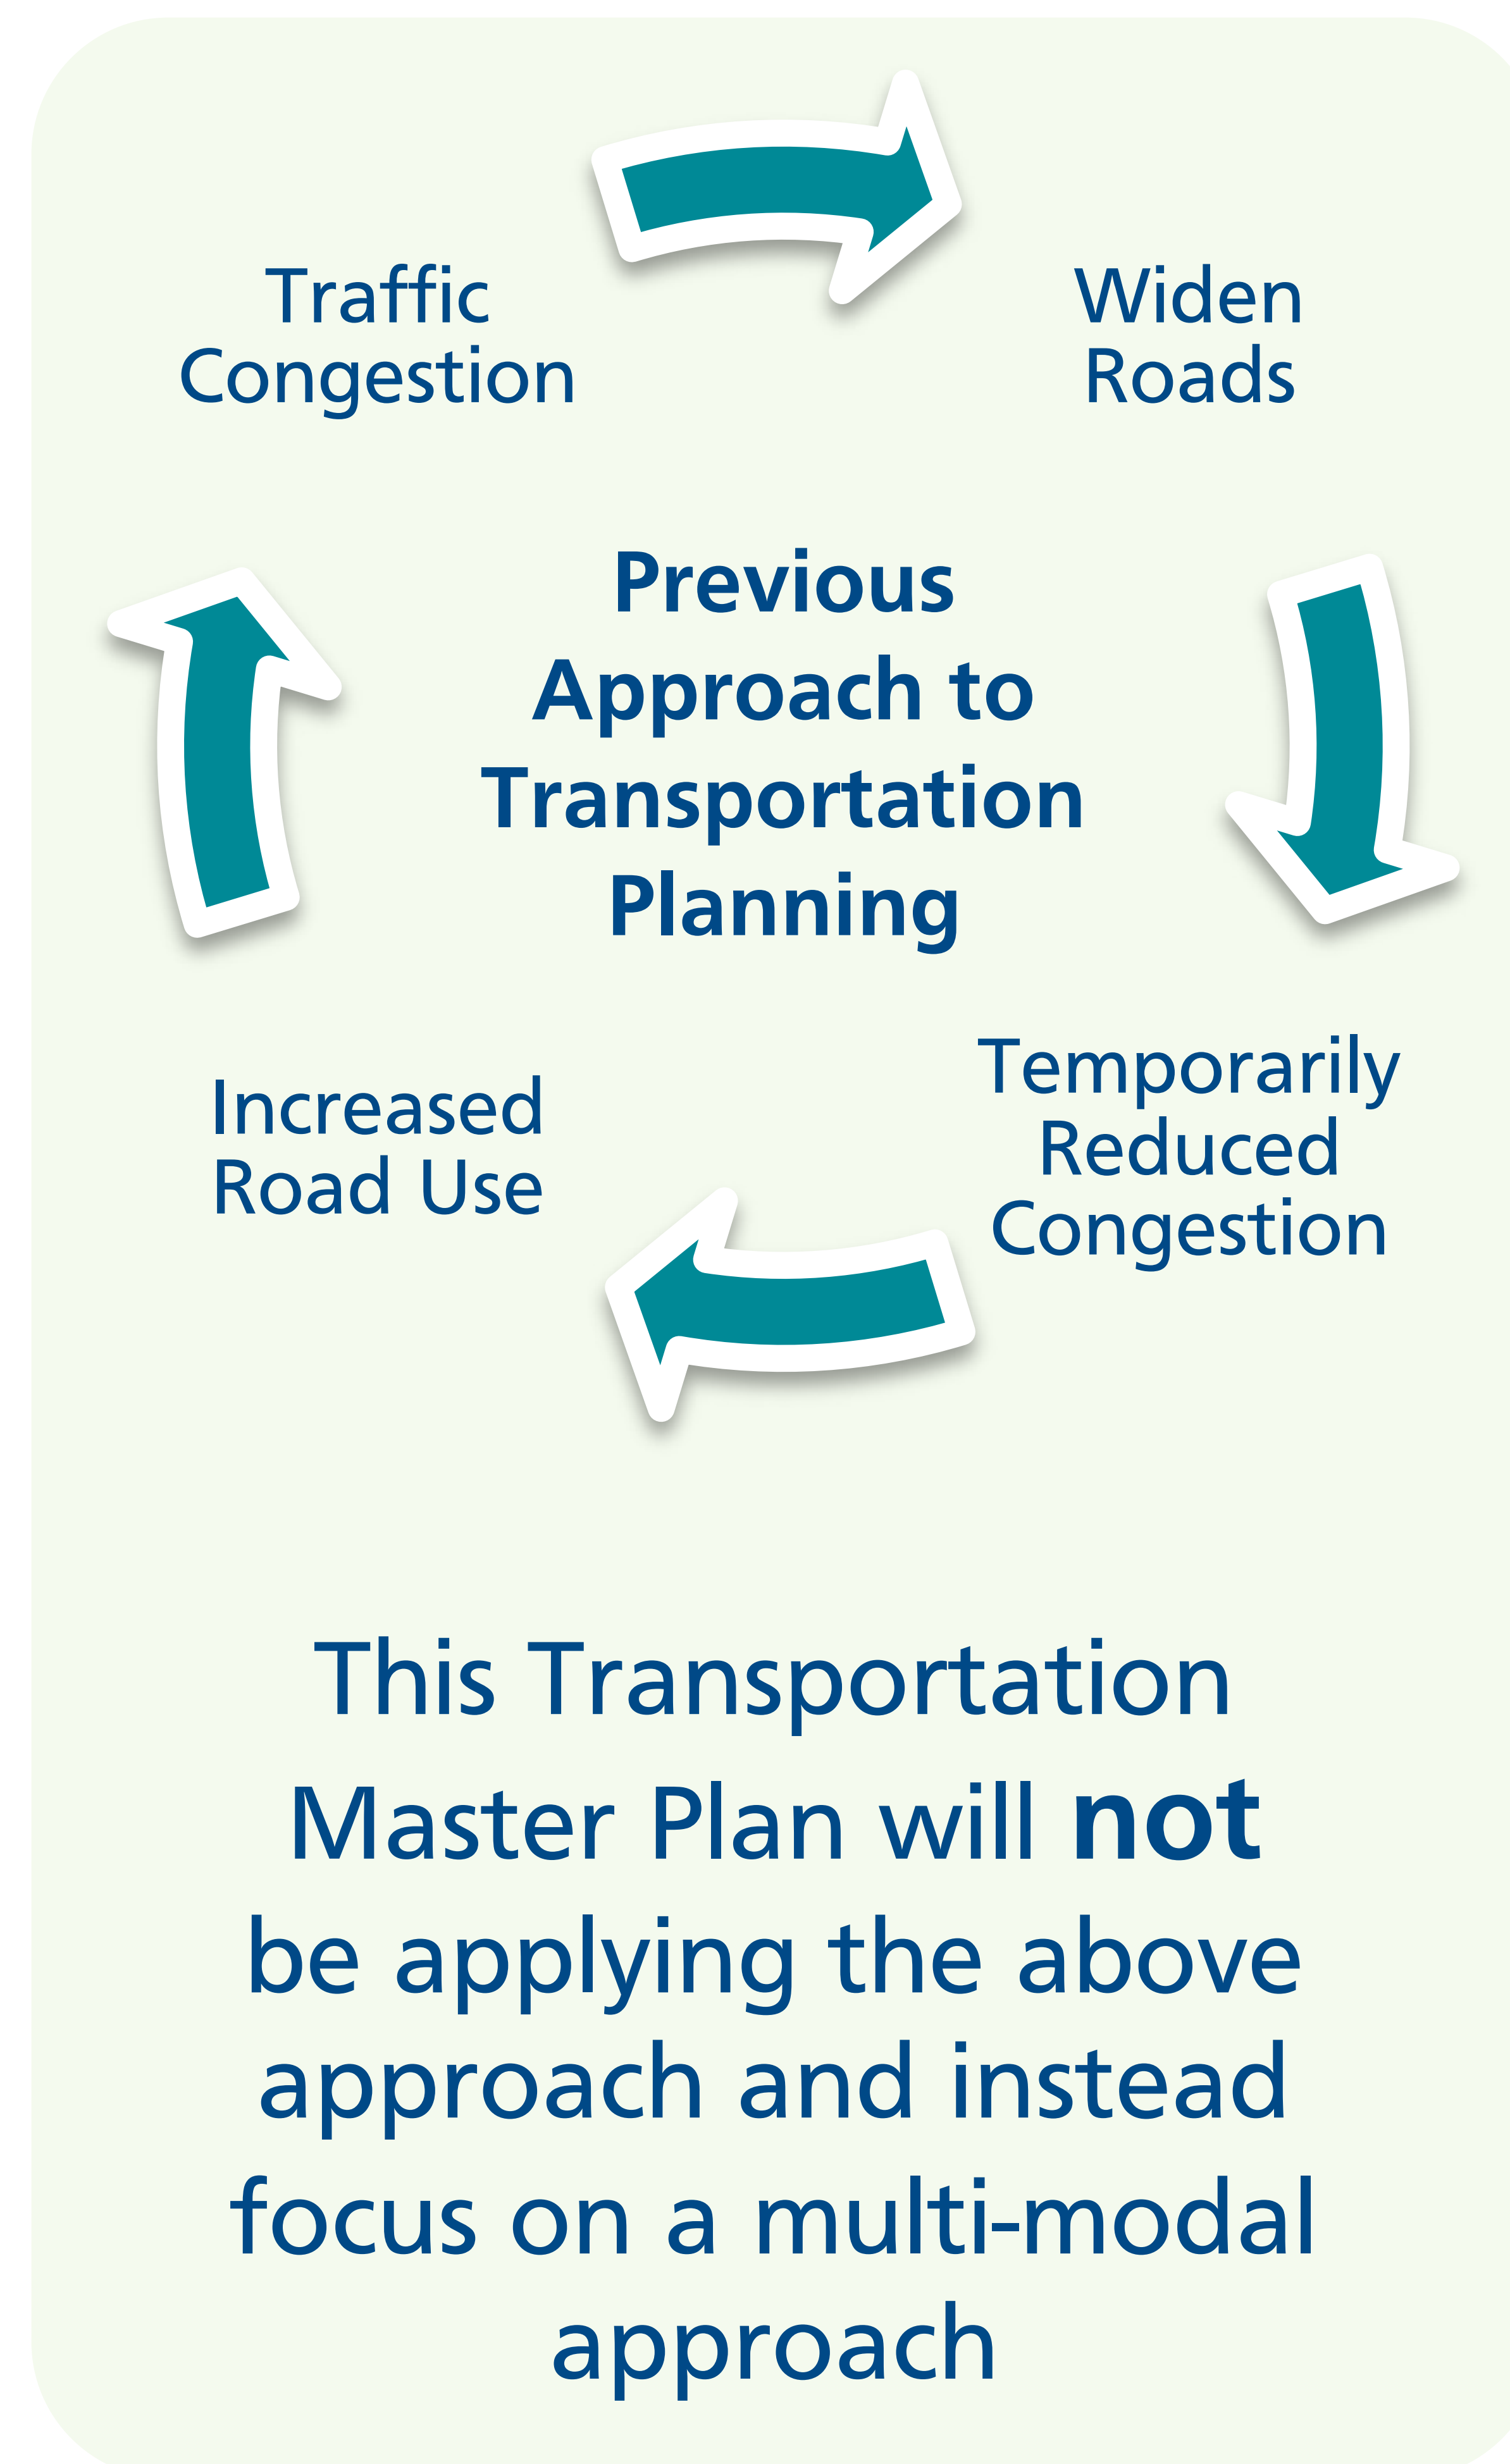 Traffic
Congestion
Widen
Roads
Previous
Approach to
Transportation
Planning
Temporarily
Reduced
Congestion
Increased
Road Use
This Transportation
Master Plan will not
be applying the above
approach and instead
focus on a multi-modal
approach